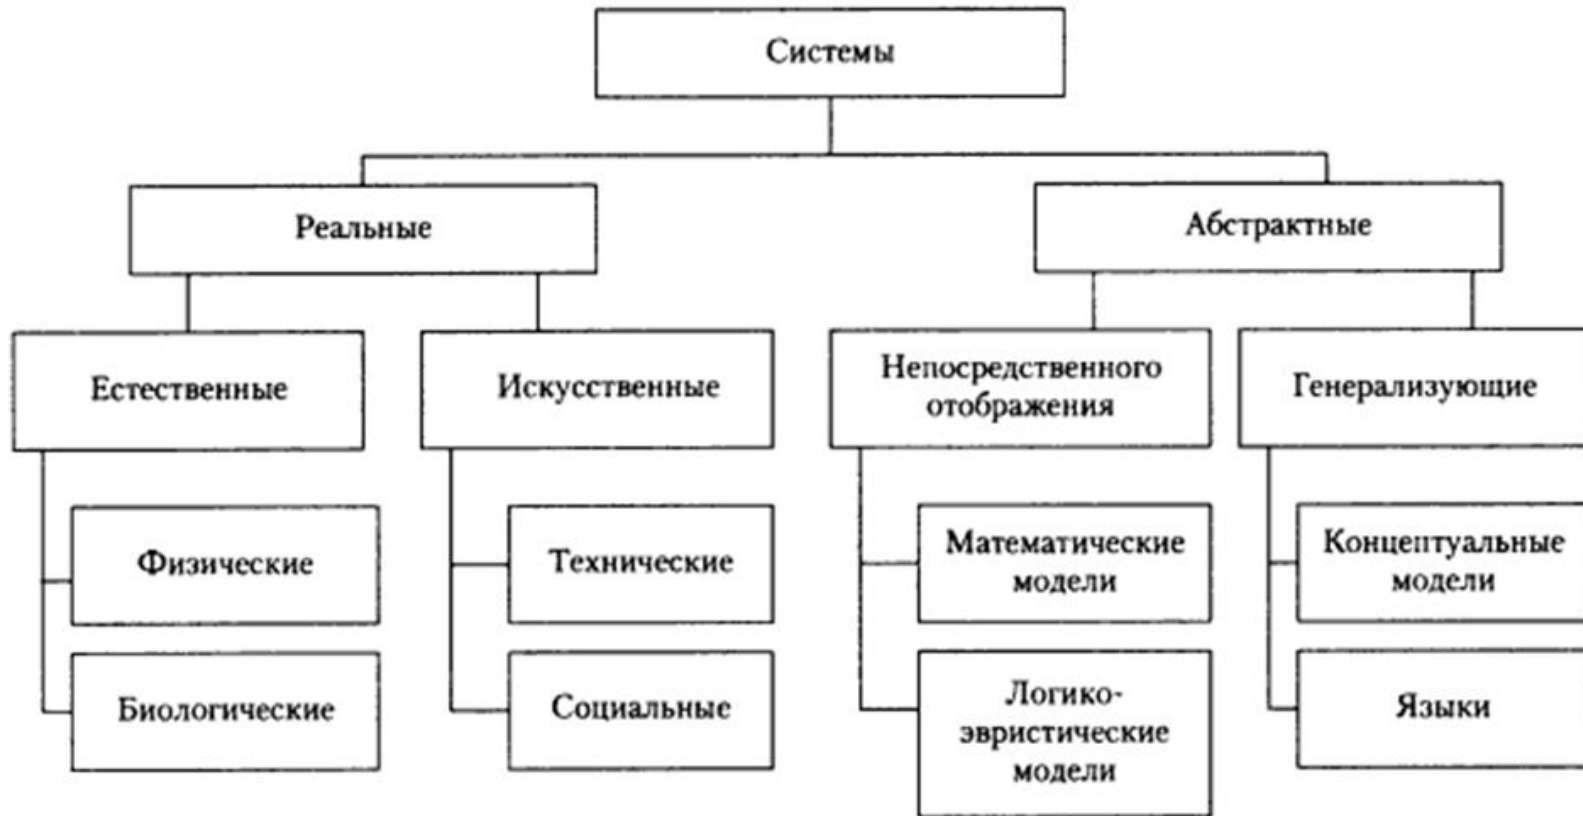 Системы
Реальные
Абстрактные
Естественные
Искусственные
Непосредственного
отображения
Генерализующие
Физические
Технические
Математические
модели
Концептуальные
модели
Биологические
Социальные
Логико-
эвристические
модели
Языки